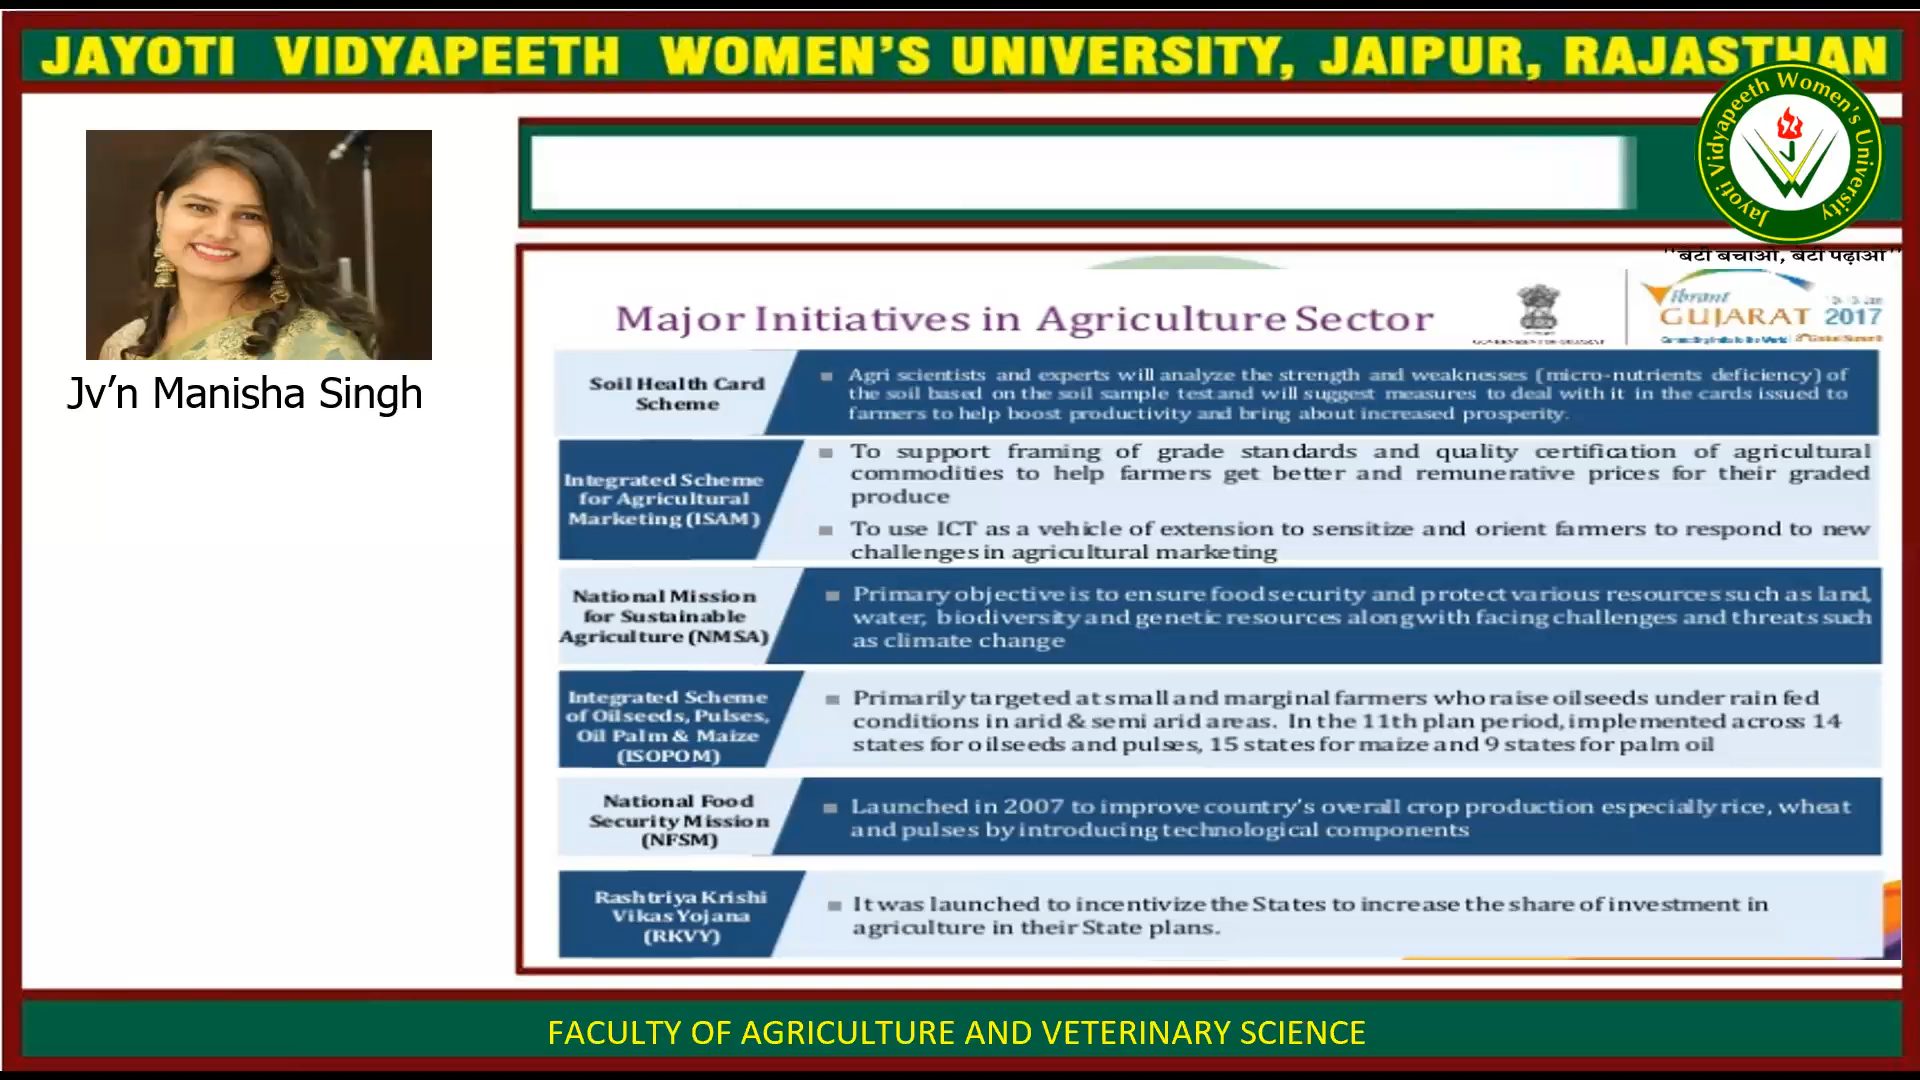 JAYOTI VIDYAPEETH WOMEN'S UNIVERSITY, JAIPUR, RAJASTHAN
Jayoti Vidyapeeth Women's University
"बेटी बचाओ, बेटी पढ़ाओ"
Jv'n Manisha Singh
Major Initiatives in Agriculture Sector
GOVERNMENT OF GUJARAT
Vibrant
GUJARAT 2017
Soil Health Card
Scheme
Agri scientists and experts will analyze the strength and weaknesses (micro-nutrients deficiency) of
the soil based on the soil sample test and will suggest measures to deal with it in the cards issued to
farmers to help boost productivity and bring about increased prosperity.
Integrated Scheme
for Agricultural
Marketing (ISAM)
To support framing of grade standards and quality certification of agricultural
commodities to help farmers get better and remunerative prices for their graded
produce
To use ICT as a vehicle of extension to sensitize and orient farmers to respond to new
challenges in agricultural marketing
National Mission
for Sustainable
Agriculture (NMSA)
Primary objective is to ensure food security and protect various resources such as land,
water, biodiversity and genetic resources along with facing challenges and threats such
as climate change
Integrated Scheme
of Oilseeds, Pulses,
Oil Palm & Maize
(ISOPOM)
Primarily targeted at small and marginal farmers who raise oilseeds under rain fed
conditions in arid & semi arid areas. In the 11th plan period, implemented across 14
states for oilseeds and pulses, 15 states for maize and 9 states for palm oil
National Food
Security Mission
(NFSM)
Launched in 2007 to improve country's overall crop production especially rice, wheat
and pulses by introducing technological components
Rashtriya Krishi
Vikas Yojana
(RKVY)
It was launched to incentivize the States to increase the share of investment in
agriculture in their State plans.
FACULTY OF AGRICULTURE AND VETERINARY SCIENCE